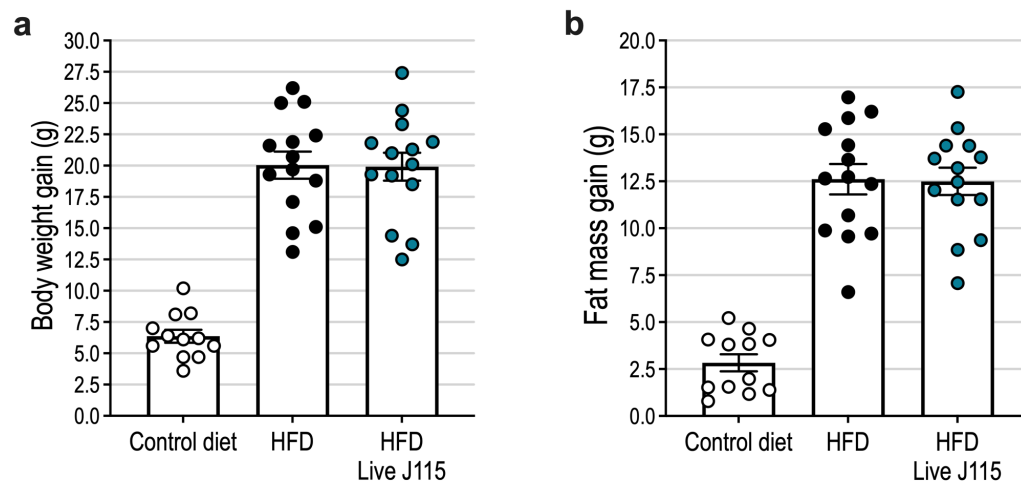 a
Body weight gain (g)
30.0
27.5
25.0
22.5
20.0
17.5
15.0
12.5
10.0
7.5
5.0
2.5
0.0
Control diet
HFD
HFD
Live J115
b
Fat mass gain (g)
20.0
17.5
15.0
12.5
10.0
7.5
5.0
2.5
0.0
Control diet
HFD
HFD
Live J115